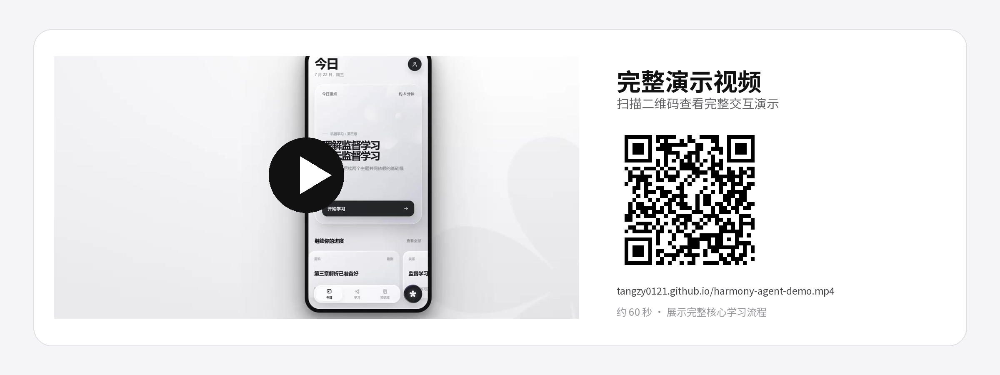 今日
7 月 22 日，周三
今日重点
约 8 分钟
机器学习 · 第三章
理解监督学习
监督学习
后续两个主题共同依赖的基础概
开始学习
继续你的进度
查看全部
资料
刚刚
第三章解析已准备好
关系
监督学习
今日
学习
知识库
完整演示视频
扫描二维码查看完整交互演示
tangzy0121.github.io/harmony-agent-demo.mp4
约 60 秒 · 展示完整核心学习流程